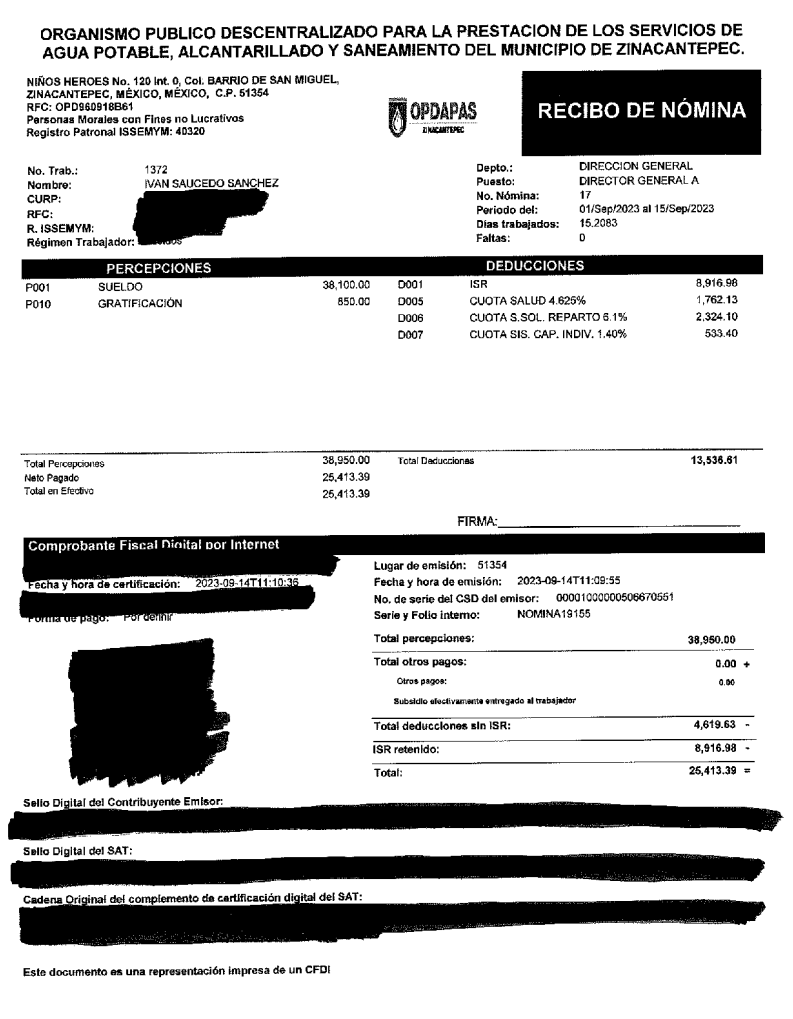 ORGANISMO PUBLICO DESCENTRALIZADO PARA LA PRESTACION DE LOS SERVICIOS DE
AGUA POTABLE, ALCANTARILLADO Y SANEAMIENTO DEL MUNICIPIO DE ZINACANTEPEC.
NIÑOS HEROES No. 120 Int. 0, Col. BARRIO DE SAN MIGUEL,
ZINACANTEPEC, MÉXICO, MÉXICO, C.P. 51354
RFC: OPD960918B61
Personas Morales con Fines no Lucrativos
Registro Patronal ISSEMYM: 40320
OPDAPAS
ZINACANTEPEC
RECIBO DE NÓMINA
No. Trab.: 1372
Nombre: IVAN SAUCEDO SANCHEZ
CURP:
RFC:
R. ISSEMYM:
Régimen Trabajador:
Depto.: DIRECCION GENERAL
Puesto: DIRECTOR GENERAL A
No. Nómina: 17
Periodo del: 01/Sep/2023 al 15/Sep/2023
Días trabajados: 15.2083
Faltas: 0
PERCEPCIONES DEDUCCIONES
P001 SUELDO 38,100.00 D001 ISR 8,916.98
P010 GRATIFICACIÓN 850.00 D005 CUOTA SALUD 4.625% 1,762.13
D006 CUOTA S.SOL. REPARTO 6.1% 2,324.10
D007 CUOTA SIS. CAP. INDIV. 1.40% 533.40
Total Percepciones 38,950.00 Total Deducciones 13,536.61
Neto Pagado 25,413.39
Total en Efectivo 25,413.39
FIRMA:
Comprobante Fiscal Digital por Internet
Fecha y hora de certificación: 2023-09-14T11:10:36
Forma de pago: Por definir
Lugar de emisión: 51354
Fecha y hora de emisión: 2023-09-14T11:09:55
No. de serie del CSD del emisor: 00001000000506670551
Serie y Folio interno: NOMINA19155
Total percepciones: 38,950.00
Total otros pagos: 0.00 +
Otros pagos: 0.00
Subsidio efectivamente entregado al trabajador
Total deducciones sin ISR: 4,619.63 -
ISR retenido: 8,916.98 -
Total: 25,413.39 =
Sello Digital del Contribuyente Emisor:
Sello Digital del SAT:
Cadena Original del complemento de certificación digital del SAT:
Este documento es una representación impresa de un CFDI